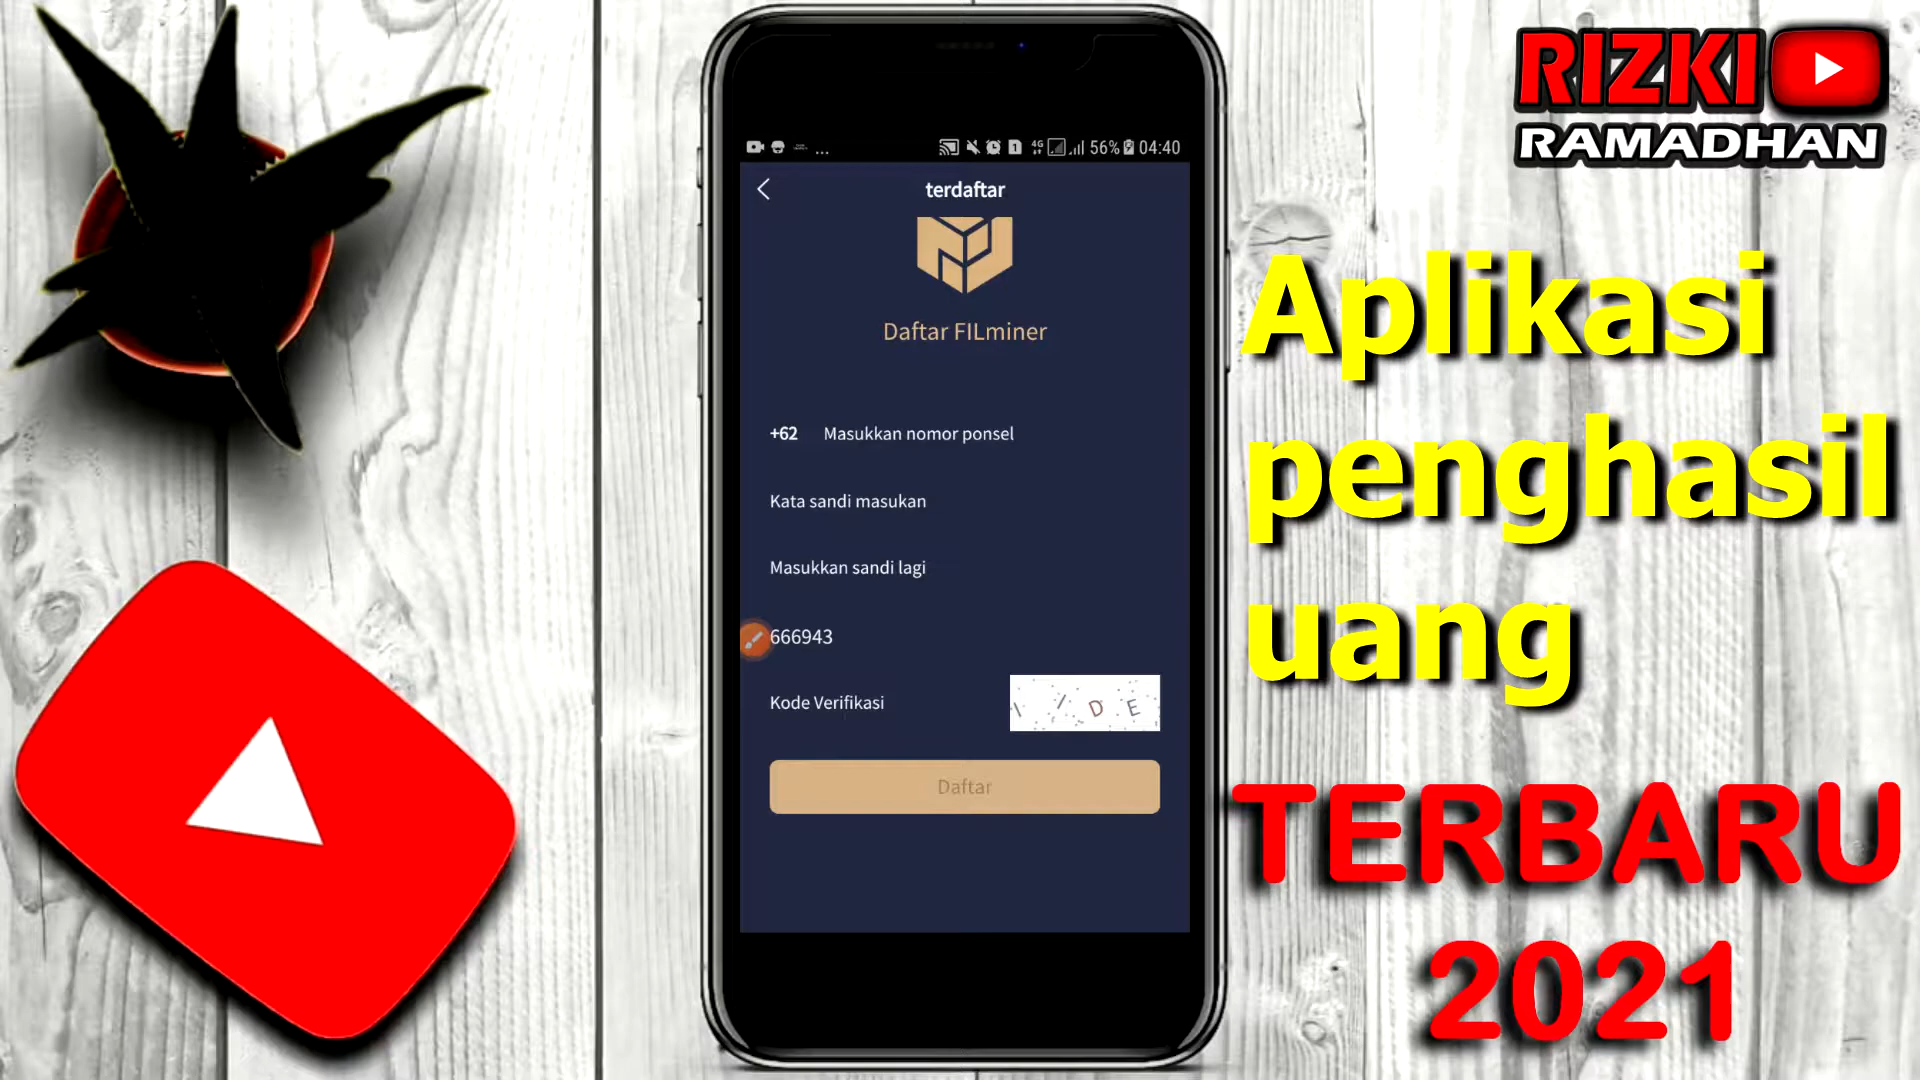 RIZKI
RAMADHAN
4G 56% 04:40
terdaftar
Daftar FILminer
+62 Masukkan nomor ponsel
Kata sandi masukan
Masukkan sandi lagi
666943
Kode Verifikasi
D E
Daftar
Aplikasi
penghasil
uang
TERBARU
2021